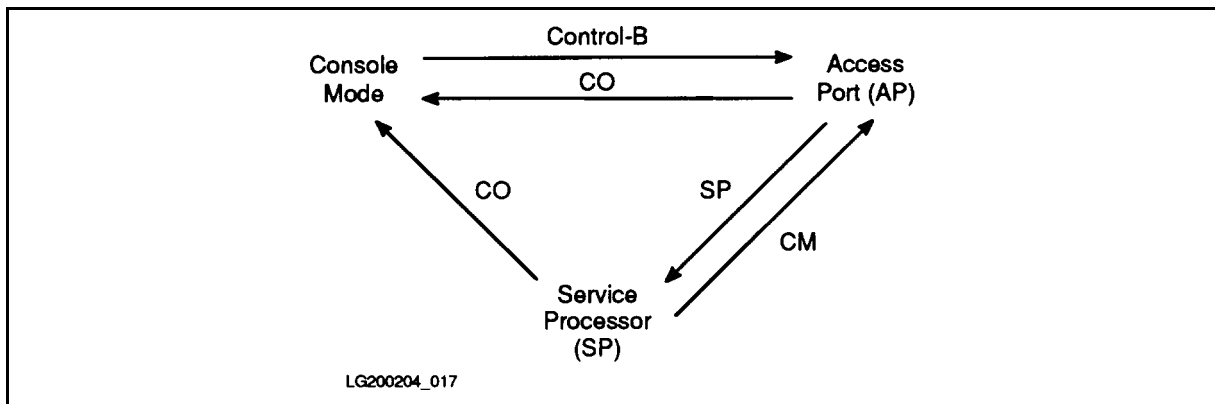 Control-B
Console
Mode
CO
Access
Port (AP)
CO
SP
CM
Service
Processor
(SP)
LG200204_017